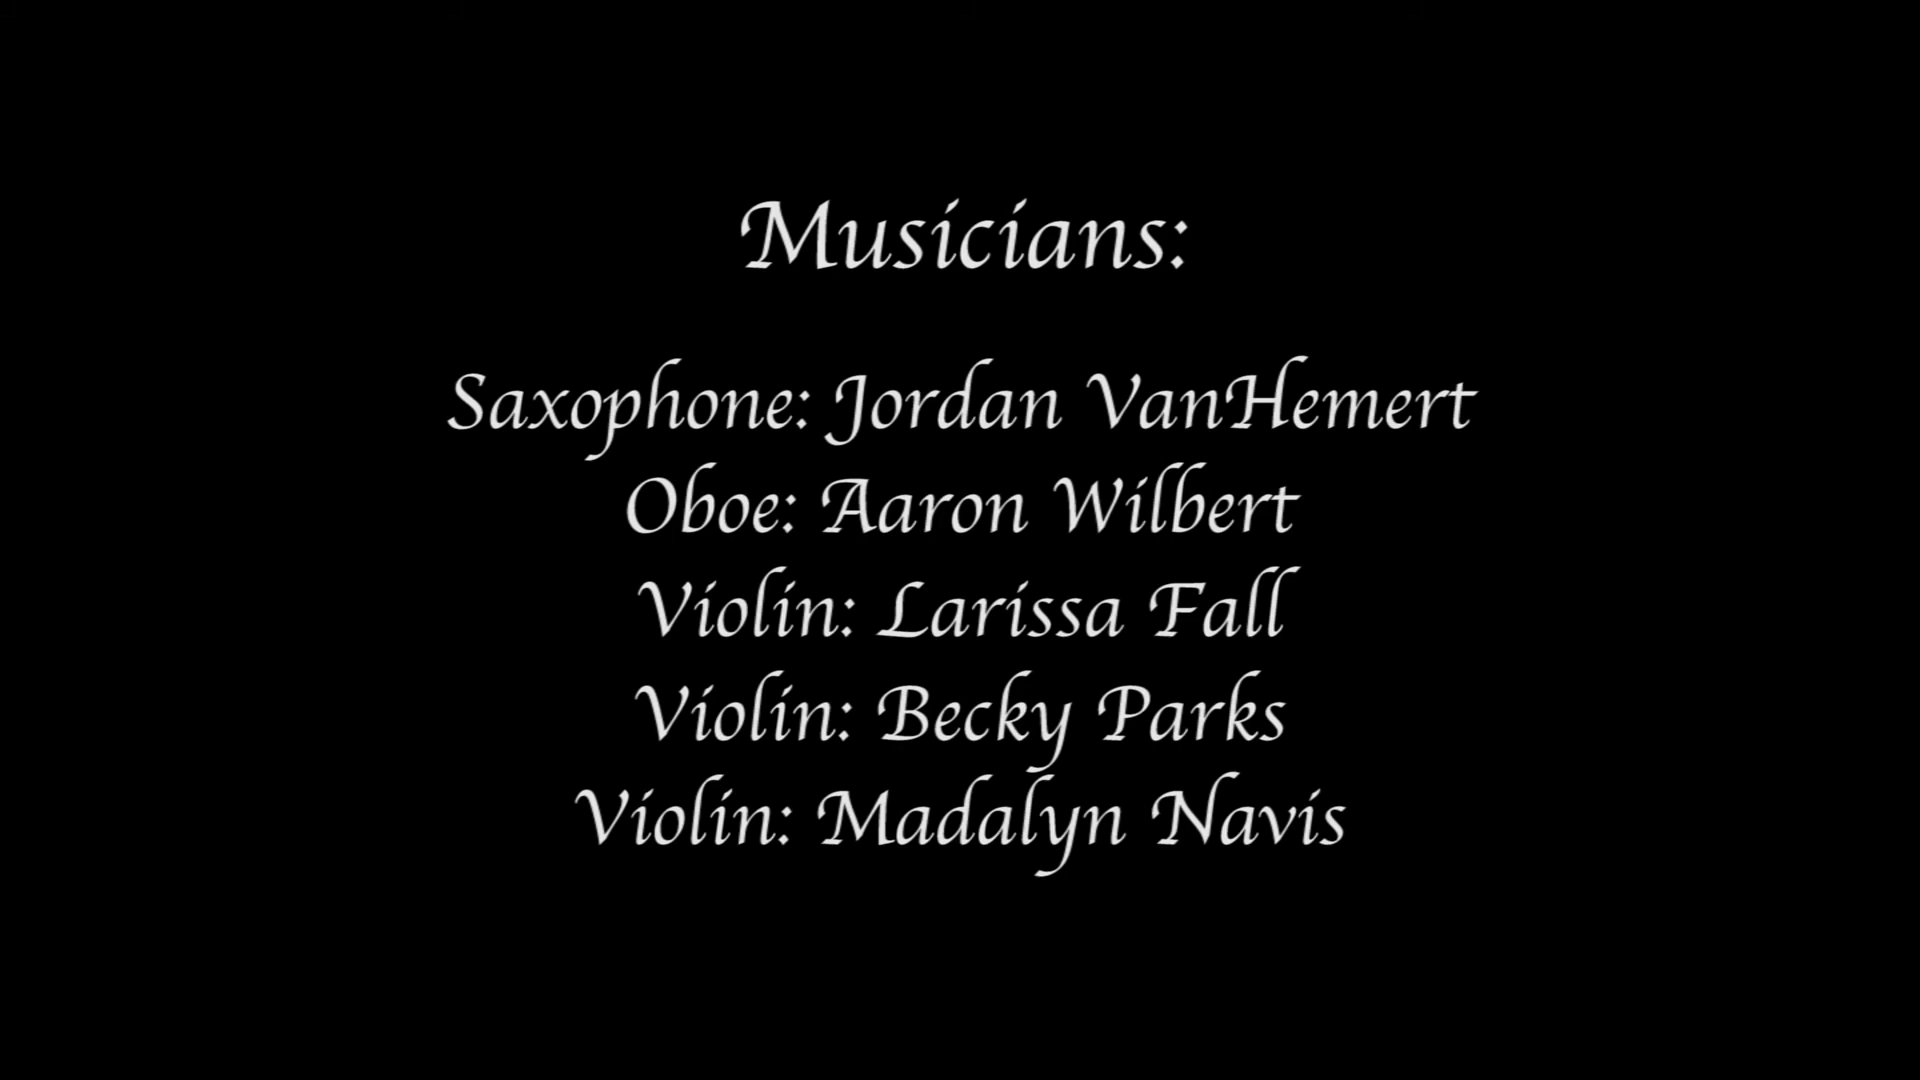 Musicians:
Saxophone: Jordan VanHemert
Oboe: Aaron Wilbert
Violin: Larissa Fall
Violin: Becky Parks
Violin: Madalyn Navis